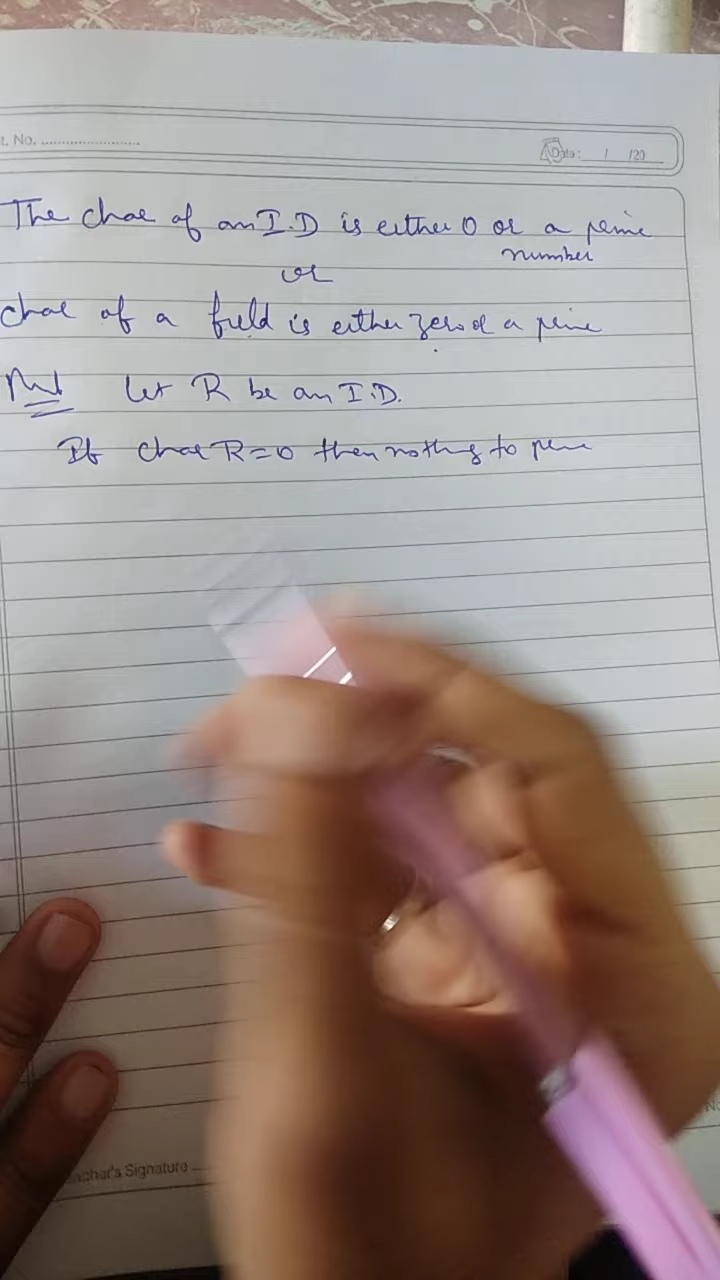 t. No. ........................
Date: / /20
The char of an I.D is either 0 or a prime
number
or
char of a field is either zero or a prime
Let R be an I.D.
If char R = 0 then nothing to prove
Teacher's Signature